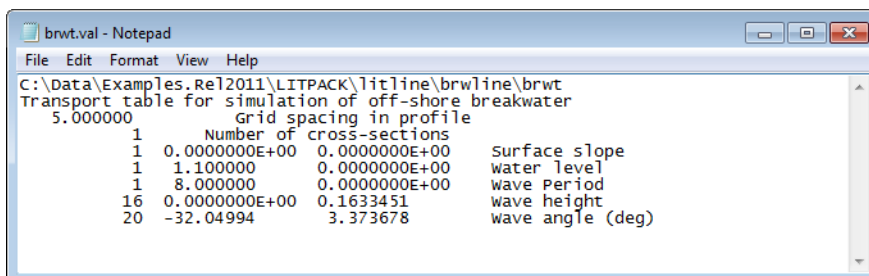 brwt.val - Notepad
File Edit Format View Help
C:\Data\Examples.Rel2011\LITPACK\litline\brwline\brwt
Transport table for simulation of off-shore breakwater
5.000000 Grid spacing in profile
1 Number of cross-sections
1 0.0000000E+00 0.0000000E+00 Surface slope
1 1.100000 0.0000000E+00 Water level
1 8.000000 0.0000000E+00 Wave Period
16 0.0000000E+00 0.1633451 Wave height
20 -32.04994 3.373678 Wave angle (deg)